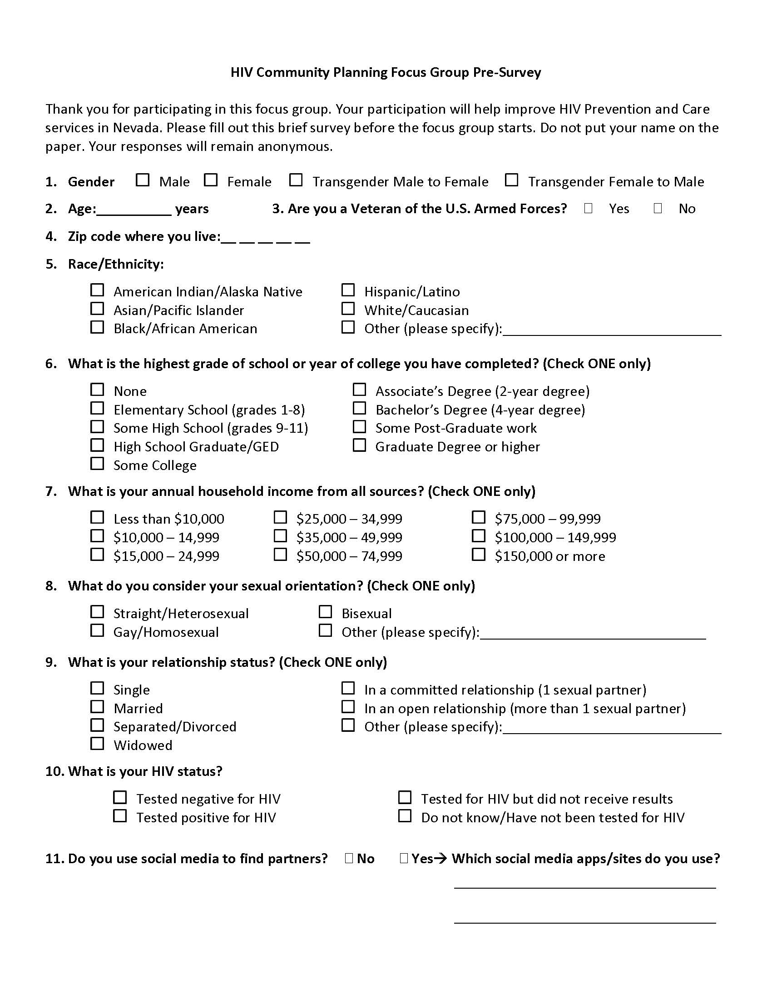 HIV Community Planning Focus Group Pre-Survey
Thank you for participating in this focus group. Your participation will help improve HIV Prevention and Care
services in Nevada. Please fill out this brief survey before the focus group starts. Do not put your name on the
paper. Your responses will remain anonymous.
1. Gender ☐ Male ☐ Female ☐ Transgender Male to Female ☐ Transgender Female to Male
2. Age:__________ years 3. Are you a Veteran of the U.S. Armed Forces? ☐ Yes ☐ No
4. Zip code where you live:__ __ __ __ __
5. Race/Ethnicity:
☐ American Indian/Alaska Native ☐ Hispanic/Latino
☐ Asian/Pacific Islander ☐ White/Caucasian
☐ Black/African American ☐ Other (please specify):_____________________________
6. What is the highest grade of school or year of college you have completed? (Check ONE only)
☐ None ☐ Associate’s Degree (2-year degree)
☐ Elementary School (grades 1-8) ☐ Bachelor’s Degree (4-year degree)
☐ Some High School (grades 9-11) ☐ Some Post-Graduate work
☐ High School Graduate/GED ☐ Graduate Degree or higher
☐ Some College
7. What is your annual household income from all sources? (Check ONE only)
☐ Less than $10,000 ☐ $25,000 – 34,999 ☐ $75,000 – 99,999
☐ $10,000 – 14,999 ☐ $35,000 – 49,999 ☐ $100,000 – 149,999
☐ $15,000 – 24,999 ☐ $50,000 – 74,999 ☐ $150,000 or more
8. What do you consider your sexual orientation? (Check ONE only)
☐ Straight/Heterosexual ☐ Bisexual
☐ Gay/Homosexual ☐ Other (please specify):______________________________
9. What is your relationship status? (Check ONE only)
☐ Single ☐ In a committed relationship (1 sexual partner)
☐ Married ☐ In an open relationship (more than 1 sexual partner)
☐ Separated/Divorced ☐ Other (please specify):_____________________________
☐ Widowed
10. What is your HIV status?
☐ Tested negative for HIV ☐ Tested for HIV but did not receive results
☐ Tested positive for HIV ☐ Do not know/Have not been tested for HIV
11. Do you use social media to find partners? ☐ No ☐ Yes→ Which social media apps/sites do you use?